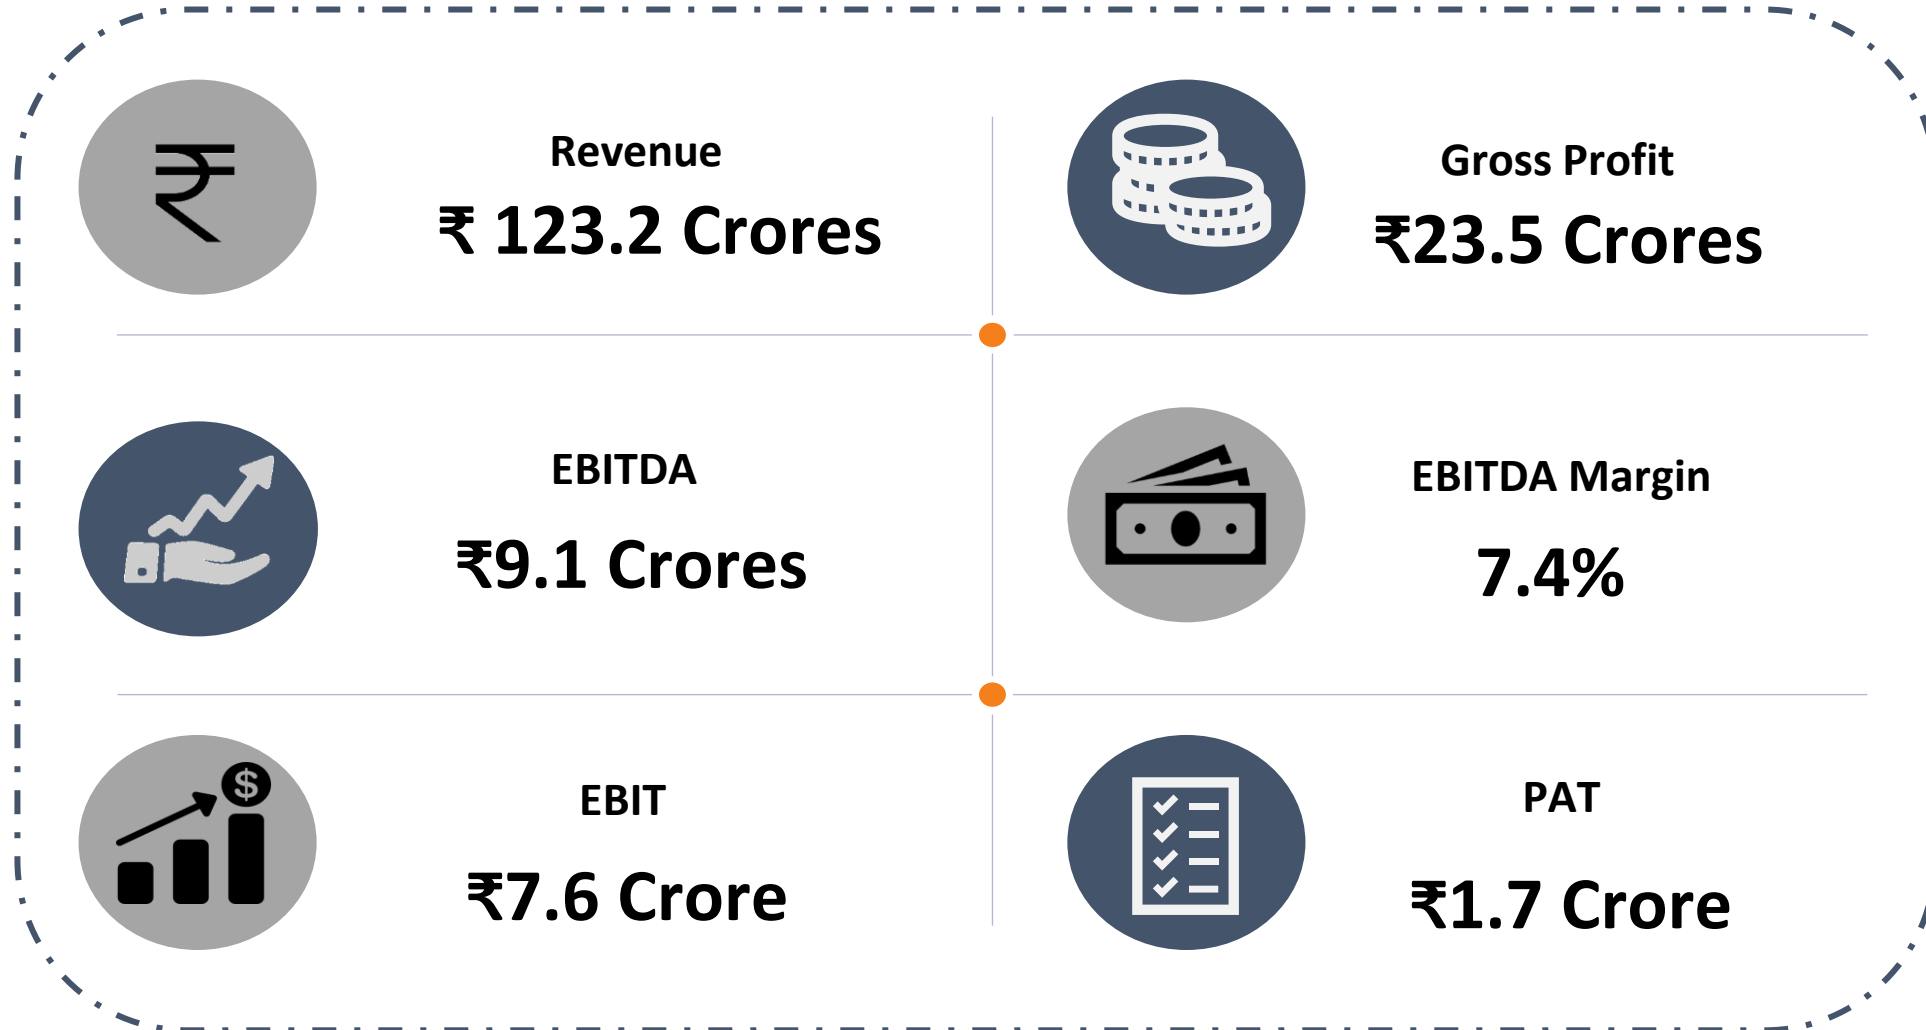 ₹
Revenue
₹ 123.2 Crores
Gross Profit
₹23.5 Crores
EBITDA
₹9.1 Crores
EBITDA Margin
7.4%
$
EBIT
₹7.6 Crore
PAT
₹1.7 Crore